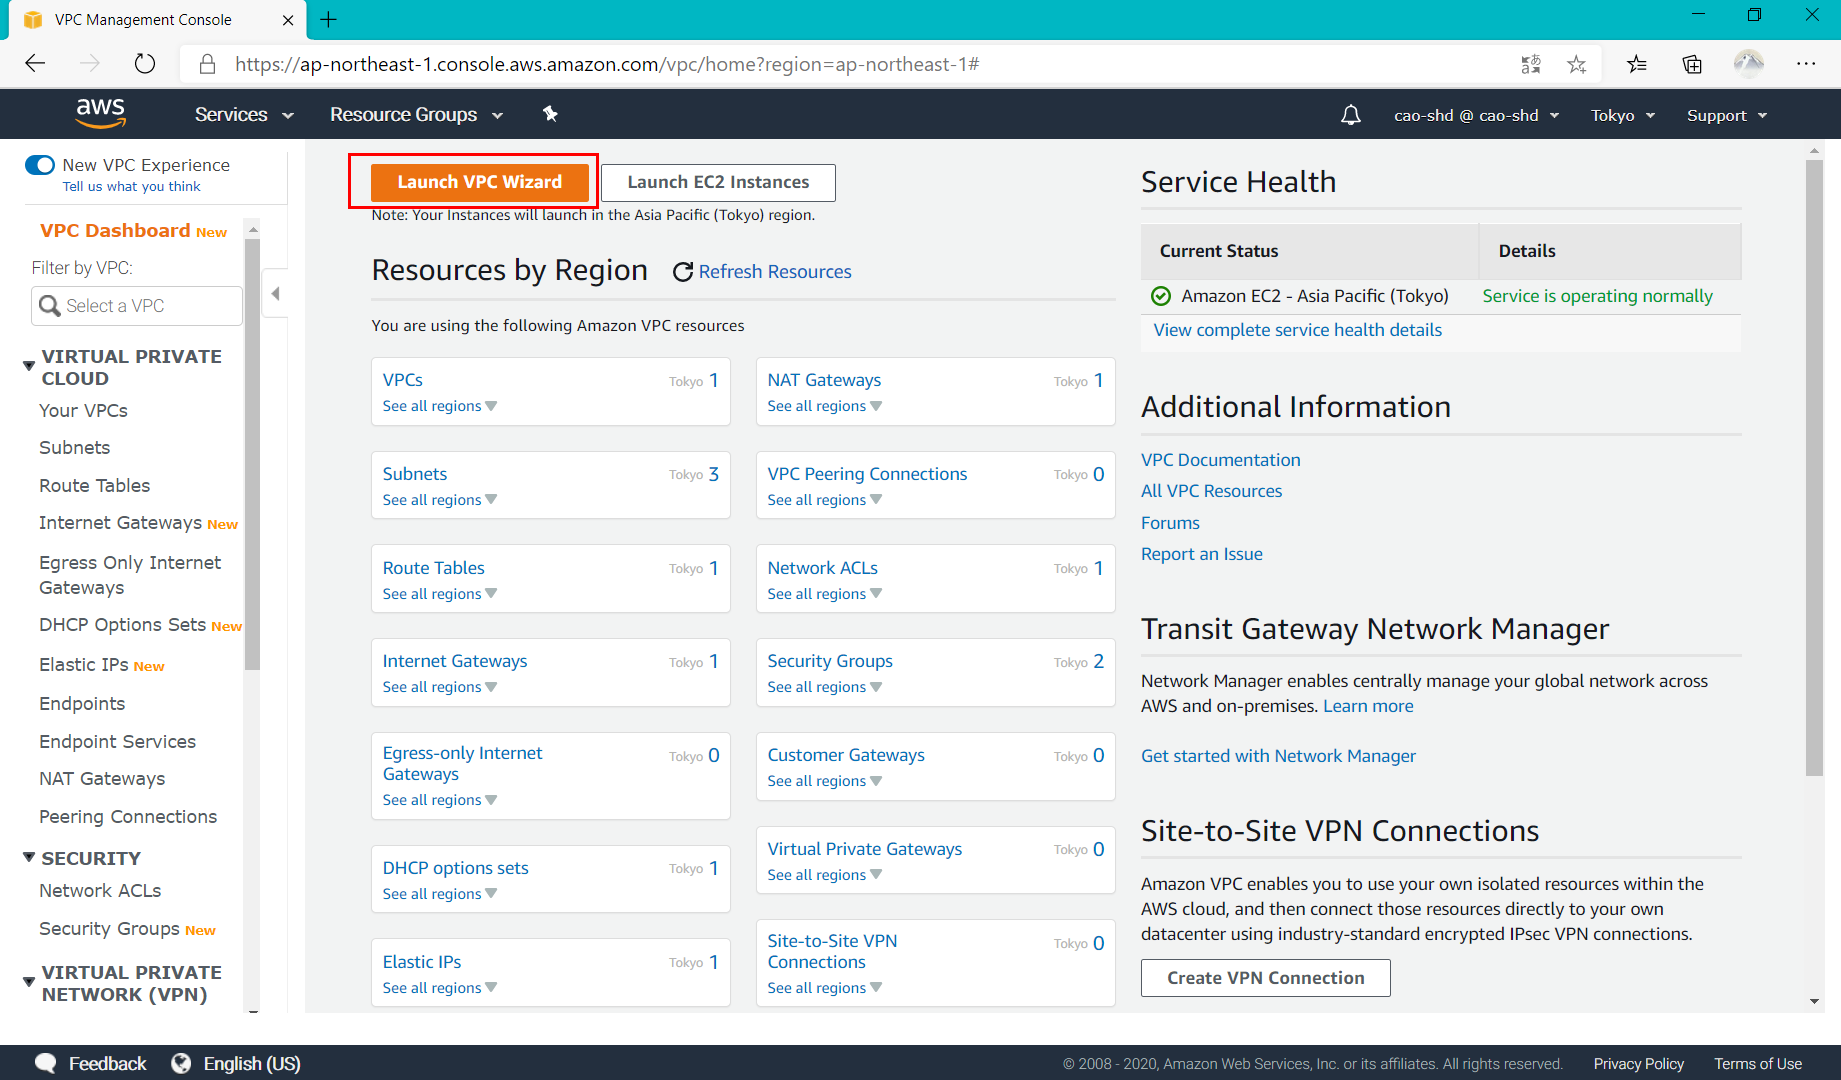 VPC Management Console
https://ap-northeast-1.console.aws.amazon.com/vpc/home?region=ap-northeast-1#
aws
Services
Resource Groups
cao-shd @ cao-shd
Tokyo
Support
New VPC Experience
Tell us what you think
VPC Dashboard New
Filter by VPC:
Select a VPC
VIRTUAL PRIVATE
CLOUD
Your VPCs
Subnets
Route Tables
Internet Gateways New
Egress Only Internet
Gateways
DHCP Options Sets New
Elastic IPs New
Endpoints
Endpoint Services
NAT Gateways
Peering Connections
SECURITY
Network ACLs
Security Groups New
VIRTUAL PRIVATE
NETWORK (VPN)
Launch VPC Wizard
Launch EC2 Instances
Note: Your Instances will launch in the Asia Pacific (Tokyo) region.
Resources by Region
Refresh Resources
You are using the following Amazon VPC resources
VPCs Tokyo 1
See all regions
Subnets Tokyo 3
See all regions
Route Tables Tokyo 1
See all regions
Internet Gateways Tokyo 1
See all regions
Egress-only Internet Tokyo 0
Gateways
See all regions
DHCP options sets Tokyo 1
See all regions
Elastic IPs Tokyo 1
See all regions
NAT Gateways Tokyo 1
See all regions
VPC Peering Connections Tokyo 0
See all regions
Network ACLs Tokyo 1
See all regions
Security Groups Tokyo 2
See all regions
Customer Gateways Tokyo 0
See all regions
Virtual Private Gateways Tokyo 0
See all regions
Site-to-Site VPN Tokyo 0
Connections
See all regions
Service Health
Current Status Details
Amazon EC2 - Asia Pacific (Tokyo) Service is operating normally
View complete service health details
Additional Information
VPC Documentation
All VPC Resources
Forums
Report an Issue
Transit Gateway Network Manager
Network Manager enables centrally manage your global network across
AWS and on-premises. Learn more
Get started with Network Manager
Site-to-Site VPN Connections
Amazon VPC enables you to use your own isolated resources within the
AWS cloud, and then connect those resources directly to your own
datacenter using industry-standard encrypted IPsec VPN connections.
Create VPN Connection
Feedback
English (US)
© 2008 - 2020, Amazon Web Services, Inc. or its affiliates. All rights reserved.
Privacy Policy
Terms of Use